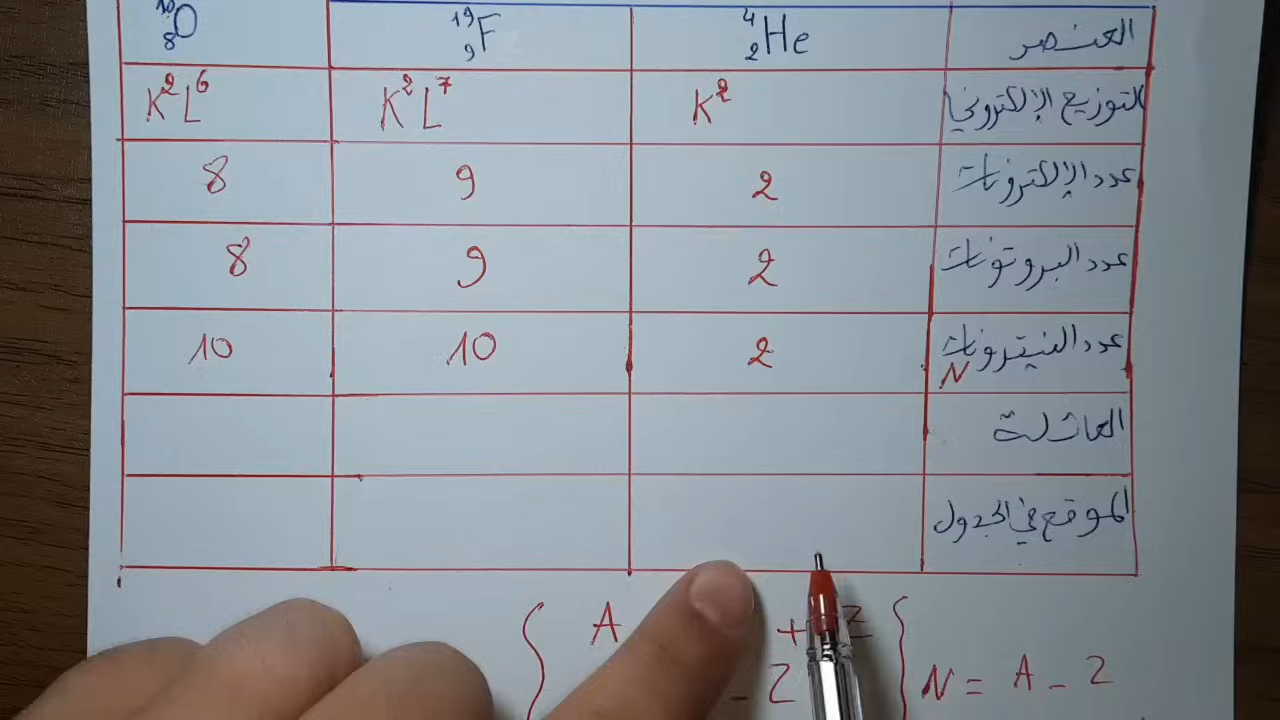 العنصر ⁴₂He ¹⁹₉F ₈O
التوزيع الإلكتروني K² K²L⁷ K²L⁶
عدد الإلكترونات 2 9 8
عدد البروتونات 2 9 8
عدد النيترونات N 2 10 10
العائلة
الموقع في الجدول
A + Z
- Z
N = A - Z